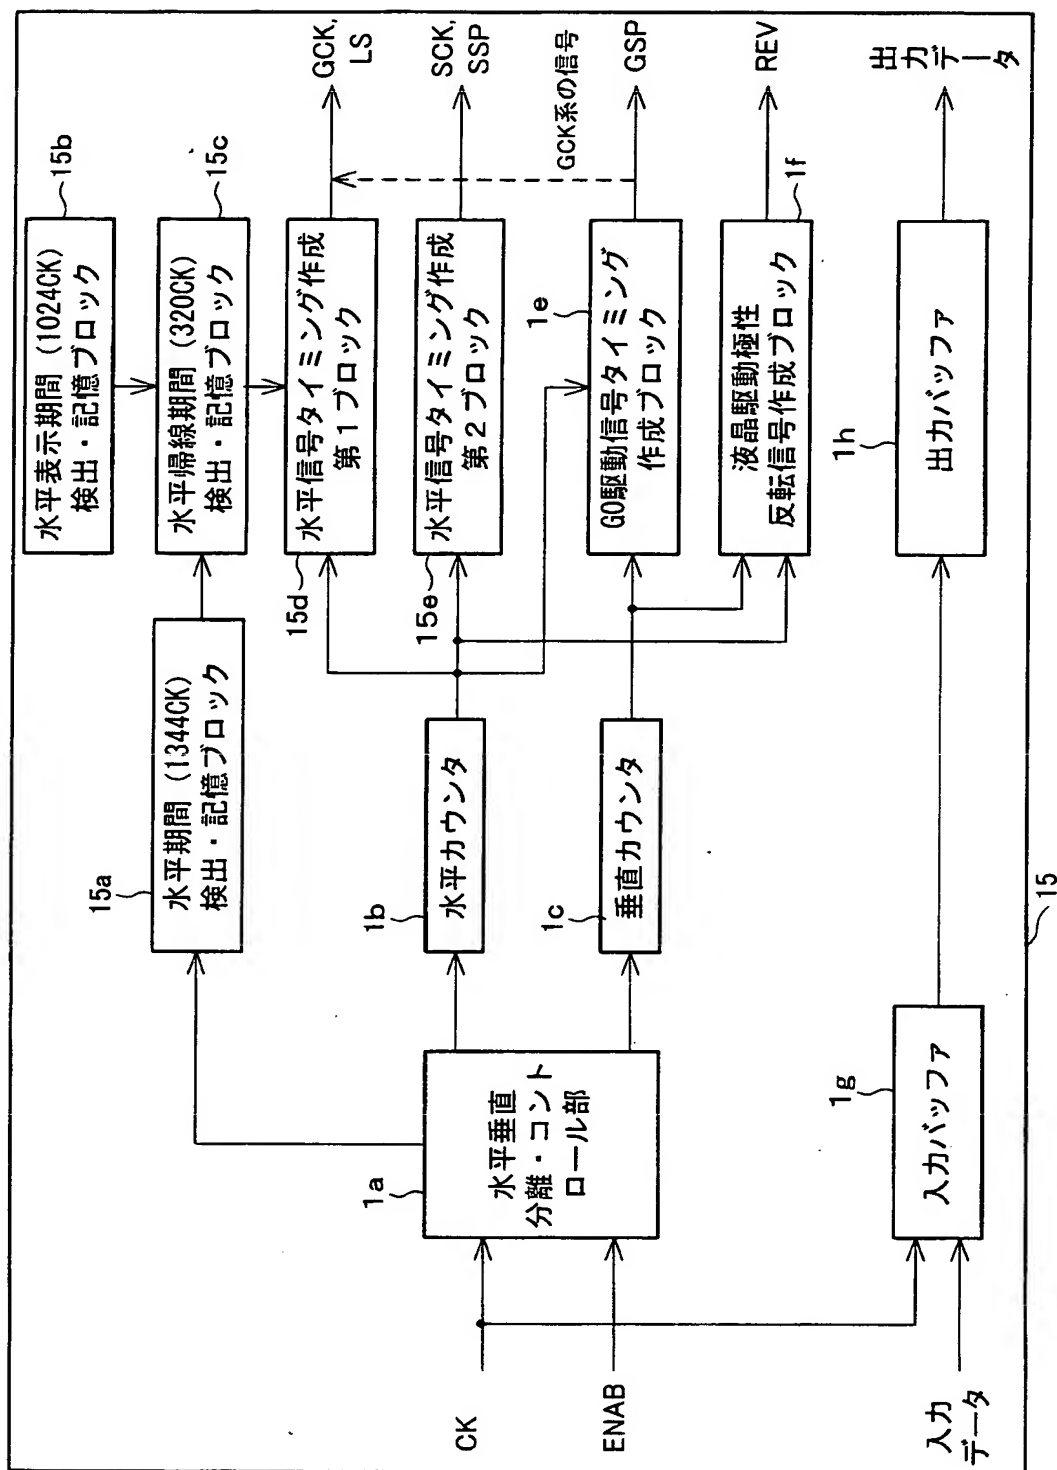 水平表示期間 (1024CK)
検出・記憶ブロック
15b
水平期間 (1344CK)
検出・記憶ブロック
15a
水平帰線期間 (320CK)
検出・記憶ブロック
15c
水平信号タイミング作成
第1ブロック
15d
GCK,
LS
水平垂直
分離・コント
ロール部
1a
水平カウンタ
1b
水平信号タイミング作成
第2ブロック
15e
SCK,
SSP
CK
ENAB
垂直カウンタ
1c
GO駆動信号タイミング
作成ブロック
1e
GCK系の信号
GSP
液晶駆動極性
反転信号作成ブロック
1f
REV
入力
データ
入力バッファ
1g
出力バッファ
1h
出力
データ
15